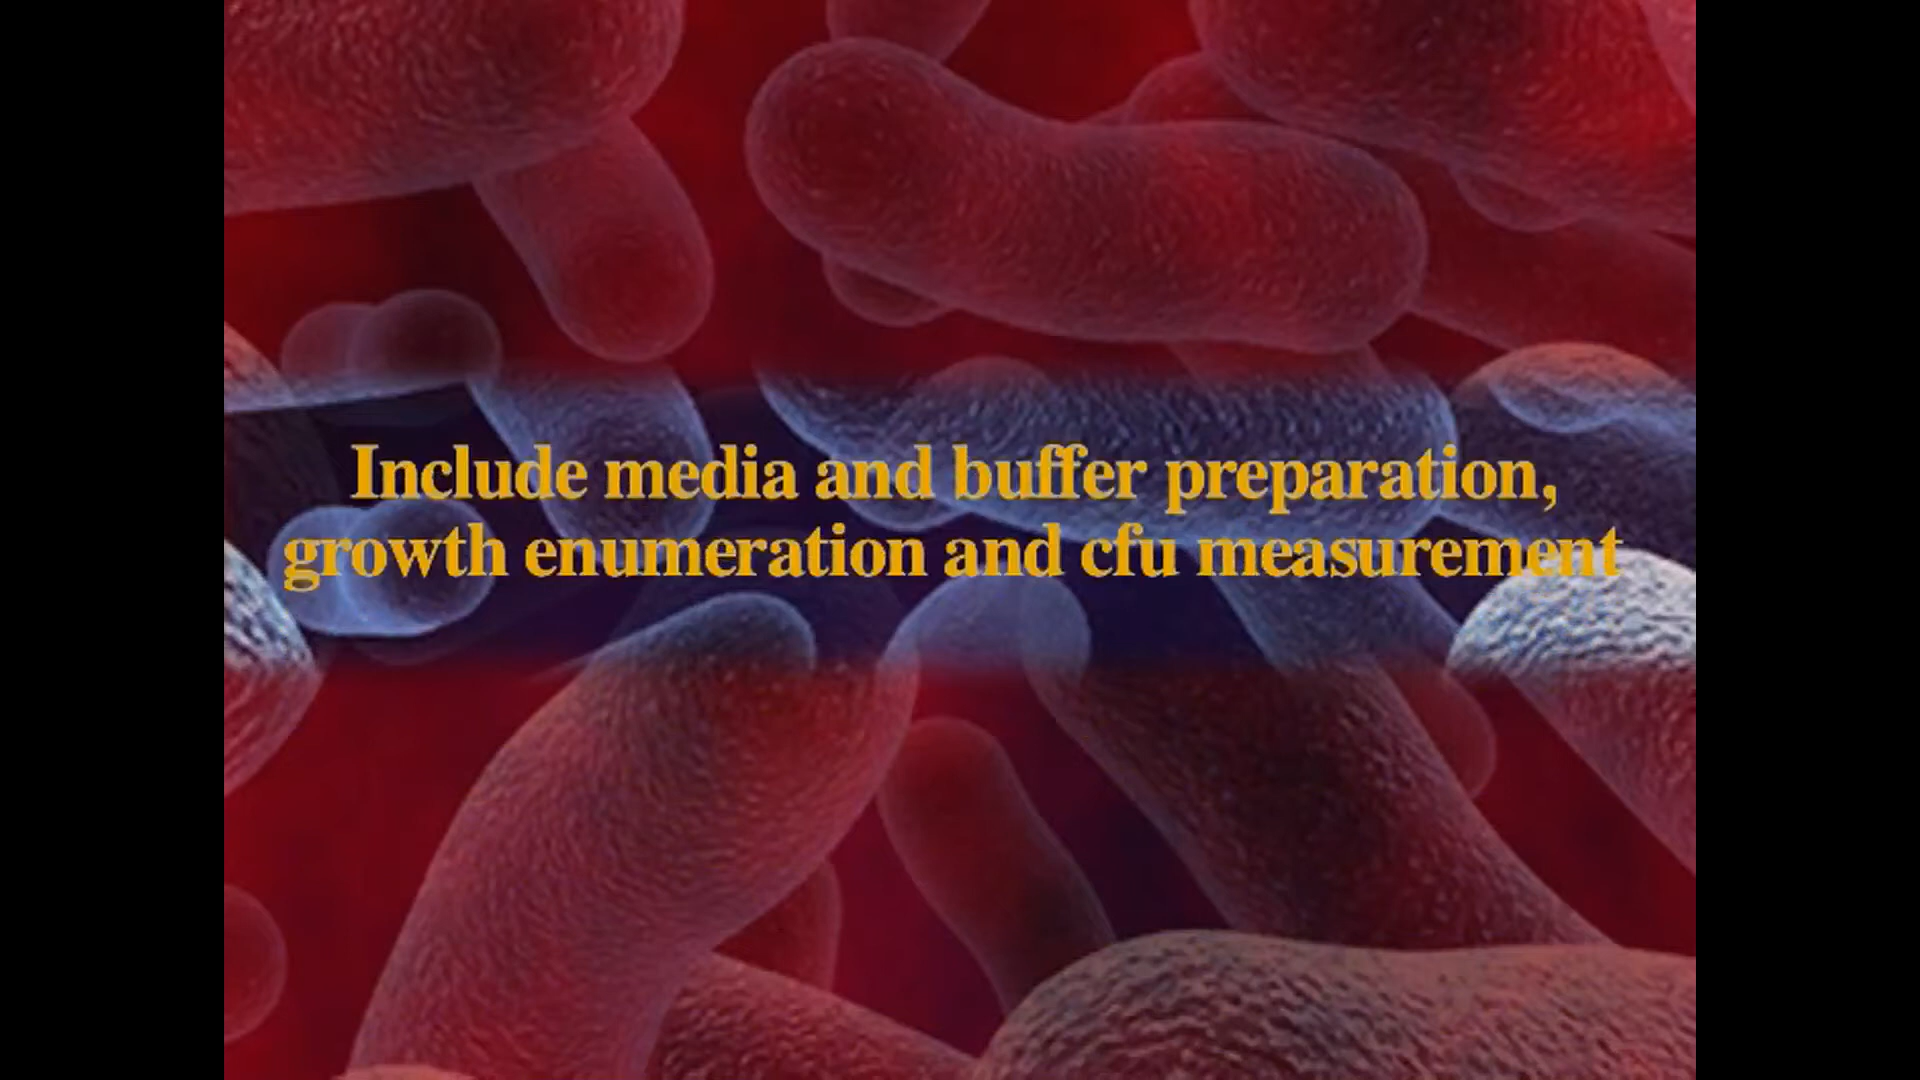 Include media and buffer preparation,
growth enumeration and cfu measurement